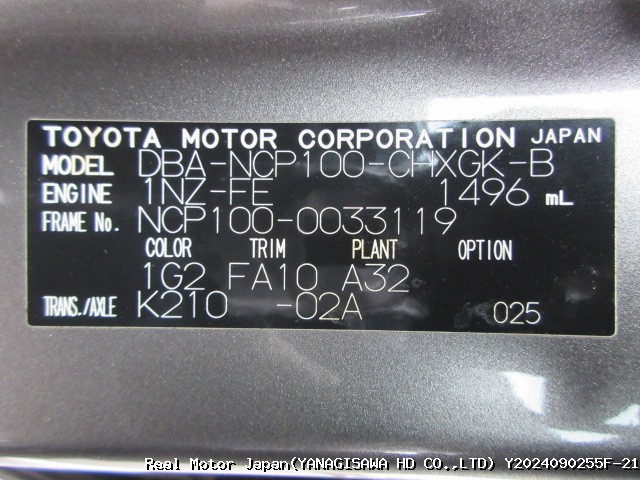 TOYOTA MOTOR CORPORATION JAPAN
MODEL DBA-NCP100-CHXGK-B
ENGINE 1NZ-FE 1496 mL
FRAME No. NCP100-0033119
COLOR TRIM PLANT OPTION
1G2 FA10 A32
TRANS./AXLE K210 -02A 025
Real Motor Japan(YANAGISAWA HD CO.,LTD) Y2024090255F-21